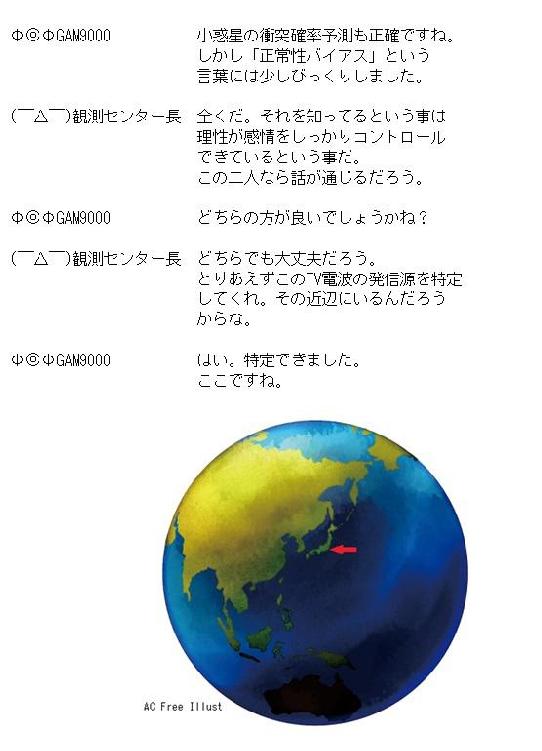 Φ@ΦGAM9000 小惑星の衝突確率予測も正確ですね。
しかし「正常性バイアス」という
言葉には少しびっくりしました。
(￣△￣)観測センター長 全くだ。それを知ってるという事は
理性が感情をしっかりコントロール
できているという事だ。
この二人なら話が通じるだろう。
Φ@ΦGAM9000 どちらの方が良いでしょうかね？
(￣△￣)観測センター長 どちらでも大丈夫だろう。
とりあえずこのTV電波の発信源を特定
してくれ。その近辺にいるんだろう
からな。
Φ@ΦGAM9000 はい。特定できました。
ここですね。
AC Free Illust